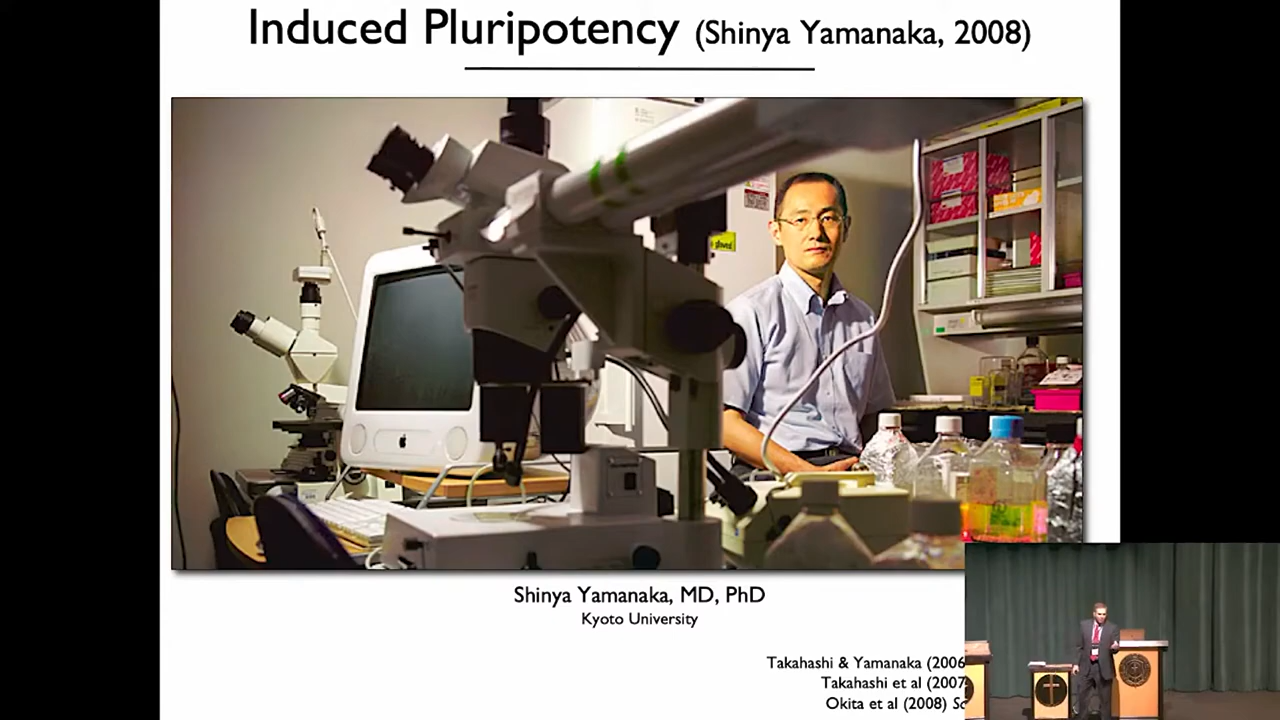 Induced Pluripotency (Shinya Yamanaka, 2008)
Shinya Yamanaka, MD, PhD
Kyoto University
Takahashi & Yamanaka (2006
Takahashi et al (2007
Okita et al (2008)